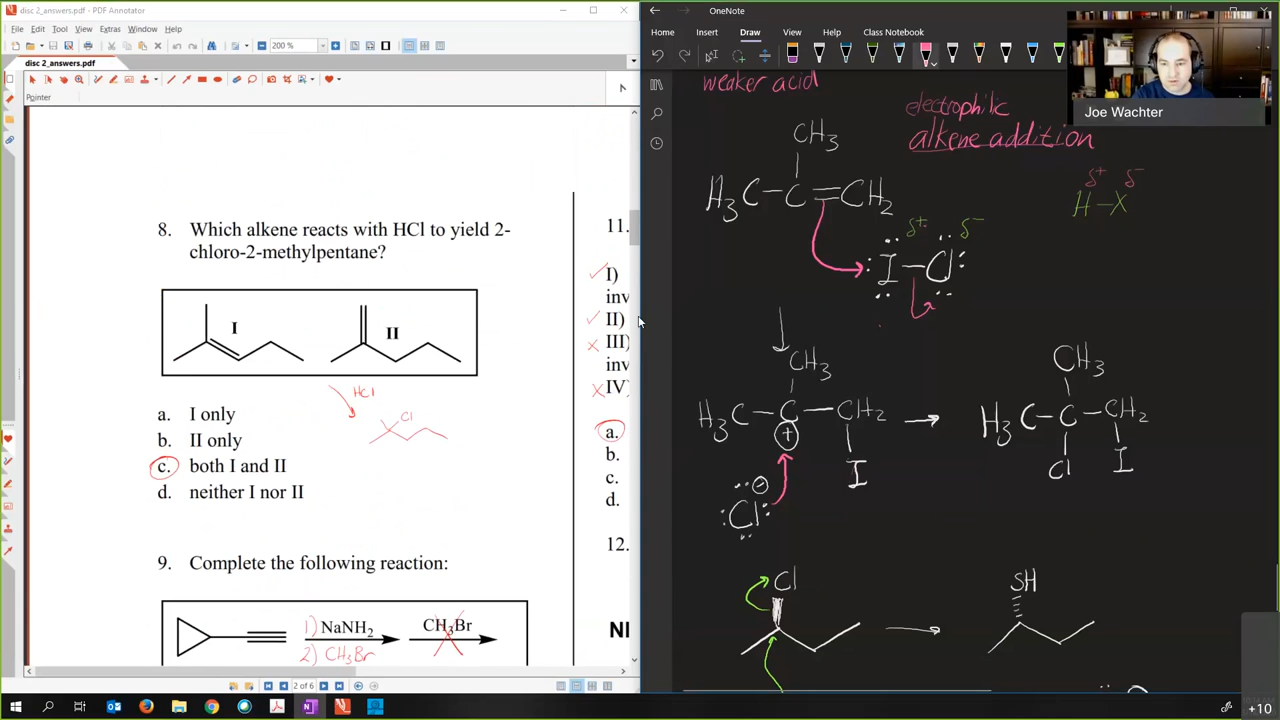 disc 2_answers.pdf - PDF Annotator
File Edit Tool View Extras Window Help
200 %
disc 2_answers.pdf
Pointer
8. Which alkene reacts with HCl to yield 2-
chloro-2-methylpentane?
I
II
HCl
Cl
a. I only
b. II only
c. both I and II
d. neither I nor II
9. Complete the following reaction:
1) NaNH2
2) CH3Br
CH3Br
11.
I)
inv
II)
III)
inv
IV)
a.
b.
c.
d.
12.
NI
2 of 6
OneNote
Home Insert Draw View Help Class Notebook
Joe Wachter
weaker acid
electrophilic
alkene addition
CH3
H3C-C=CH2
δ+ δ-
H-X
δ+ δ-
I-Cl
CH3
H3C-C-CH2
+
I
Cl
CH3
H3C-C-CH2
Cl I
Cl
SH
+10